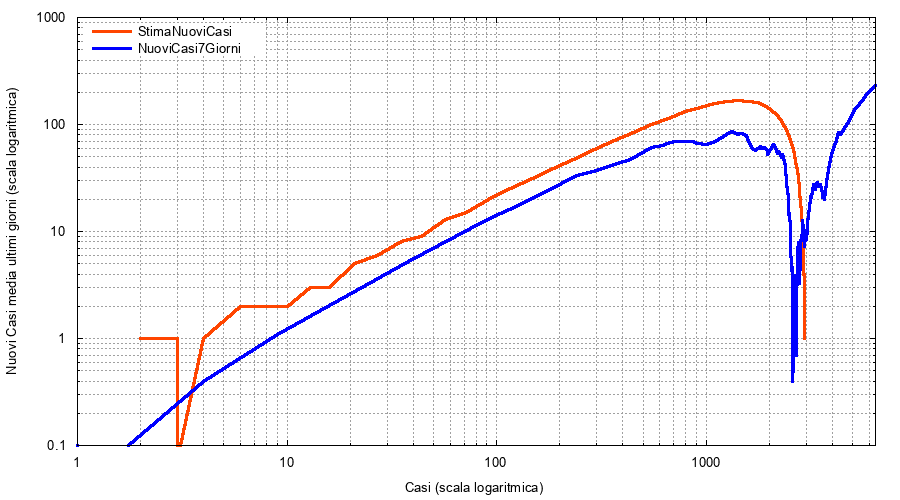 1000
StimaNuoviCasi
NuoviCasi7Giorni
100
10
1
0.1
Nuovi Casi media ultimi giorni (scala logaritmica)
1 10 100 1000
Casi (scala logaritmica)